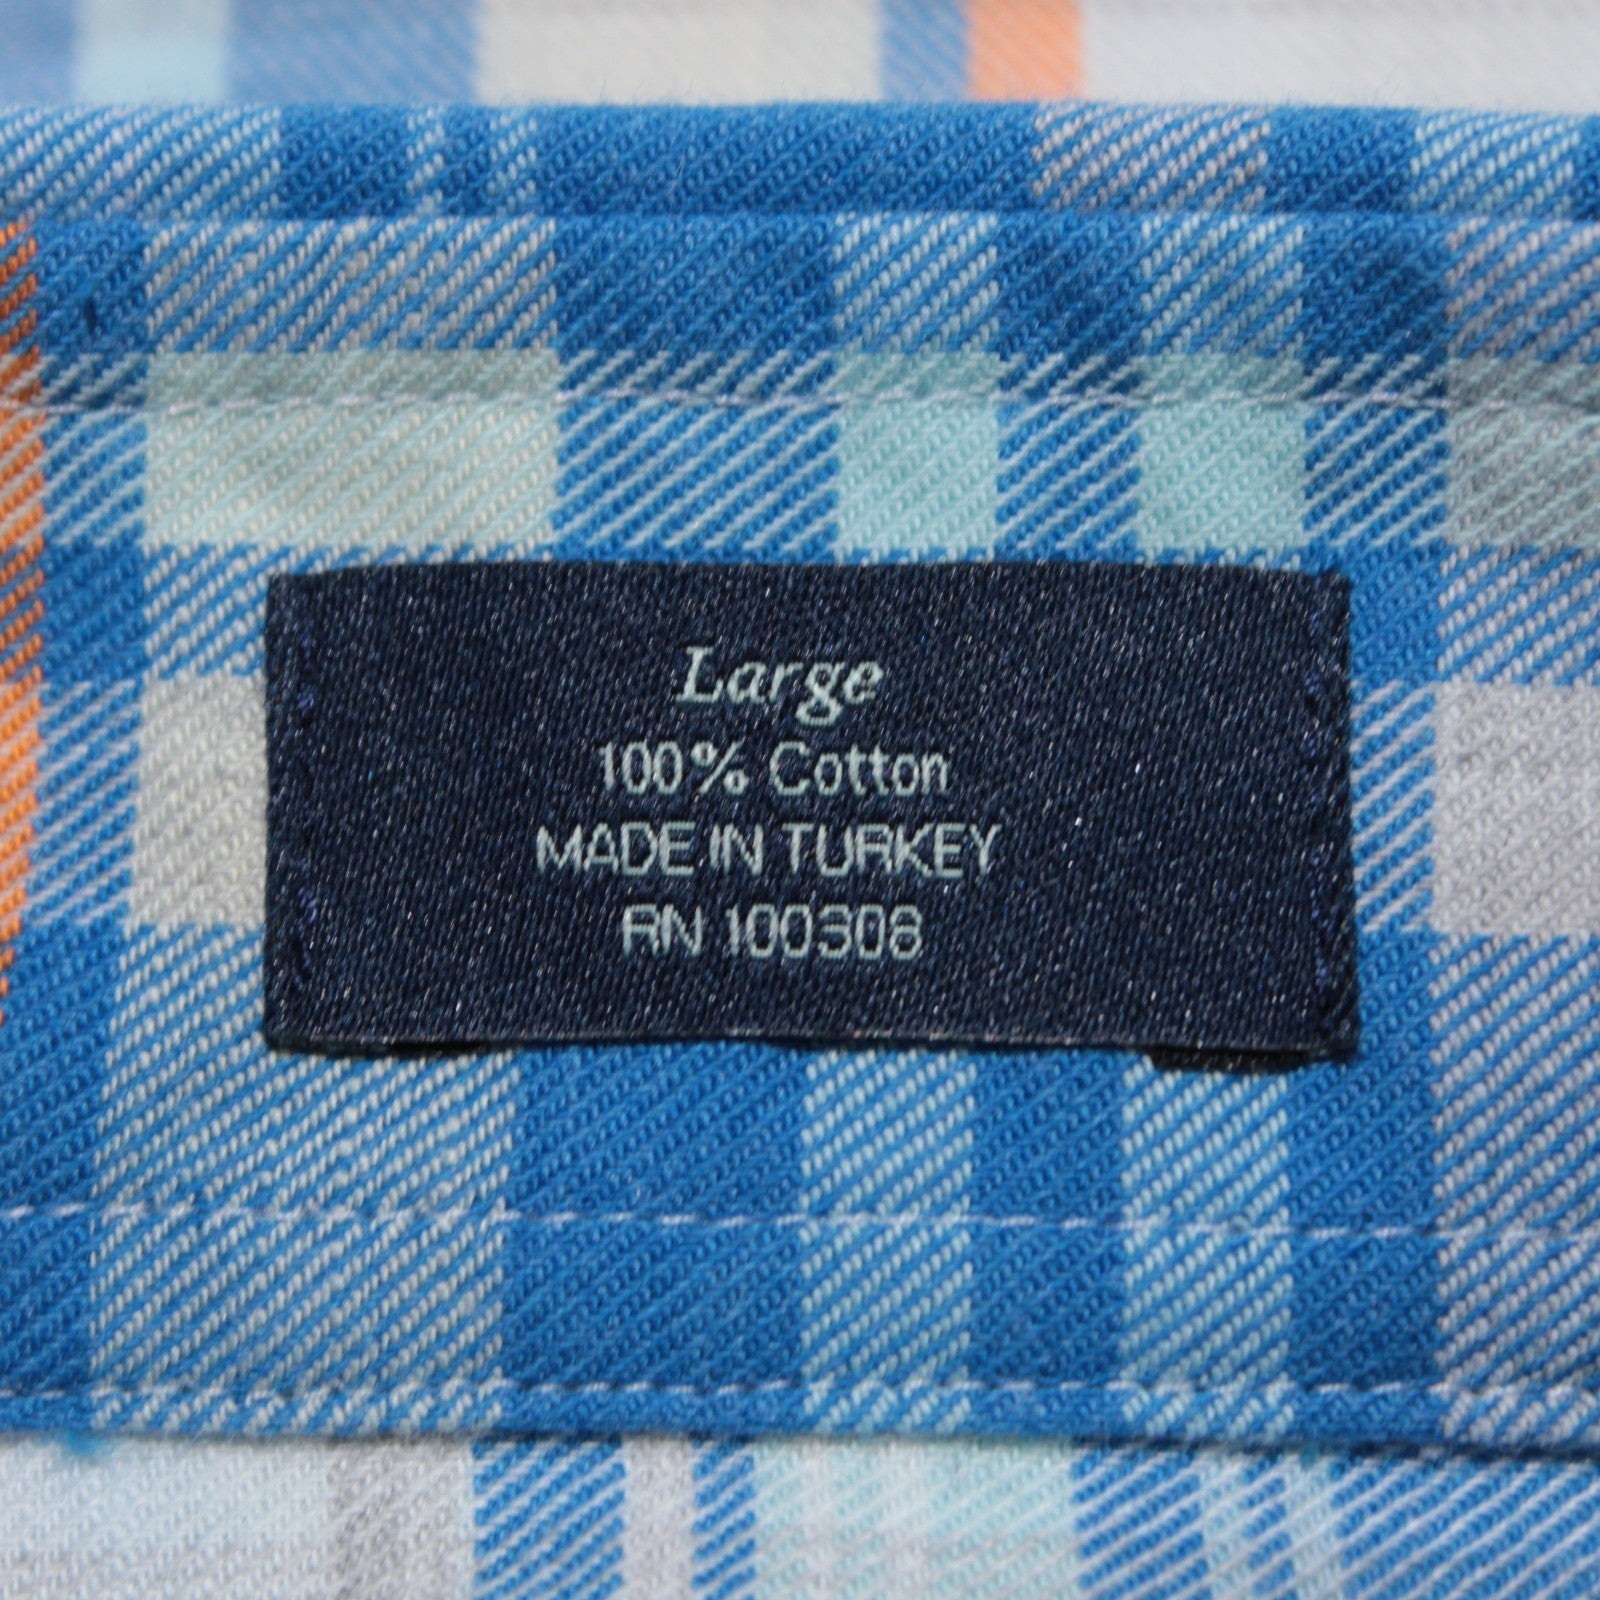 Large
100% Cotton
MADE IN TURKEY
RN 100308